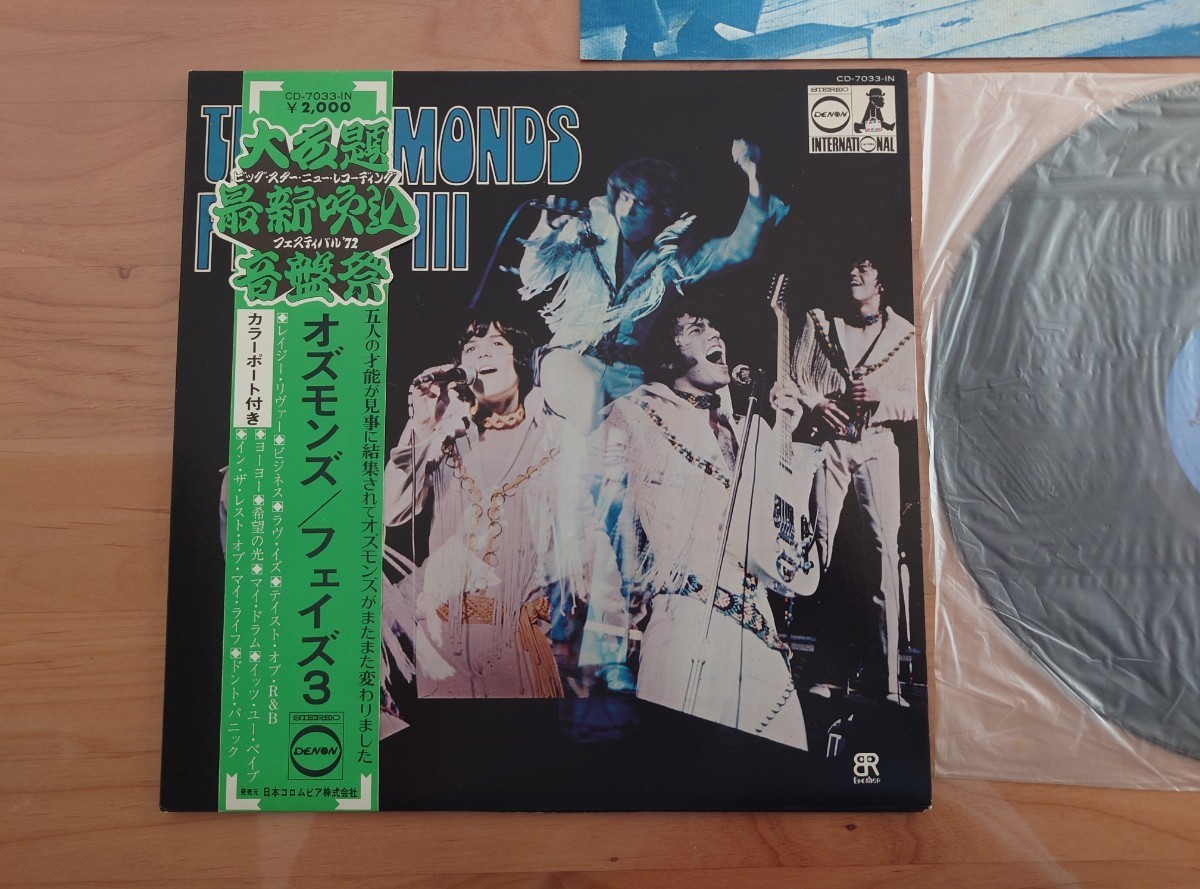 CD-7033-IN
¥2,000
大名題
ビッグ・スター・ニュー・レコーディング
最新吹込
フェスティバル'72
音盤祭
五人の才能が見事に結集されてオズモンズがまたまた変わりました
オズモンズ/フェイズ3
カラーポート付き
◆レイジー・リヴァー◆ビジネス◆ラヴ・イズ◆テイスト・オブ・R&B
◆ヨーヨー◆希望の光◆マイ・ドラム◆イッツ・ユー・ベイブ
◆イン・ザ・レスト・オブ・マイ・ライフ◆ドント・パニック
STEREO
DENON
発売元 日本コロムビア株式会社
MONDS
III
CD-7033-IN
STEREO
DENON
INTERNATIONAL
BR